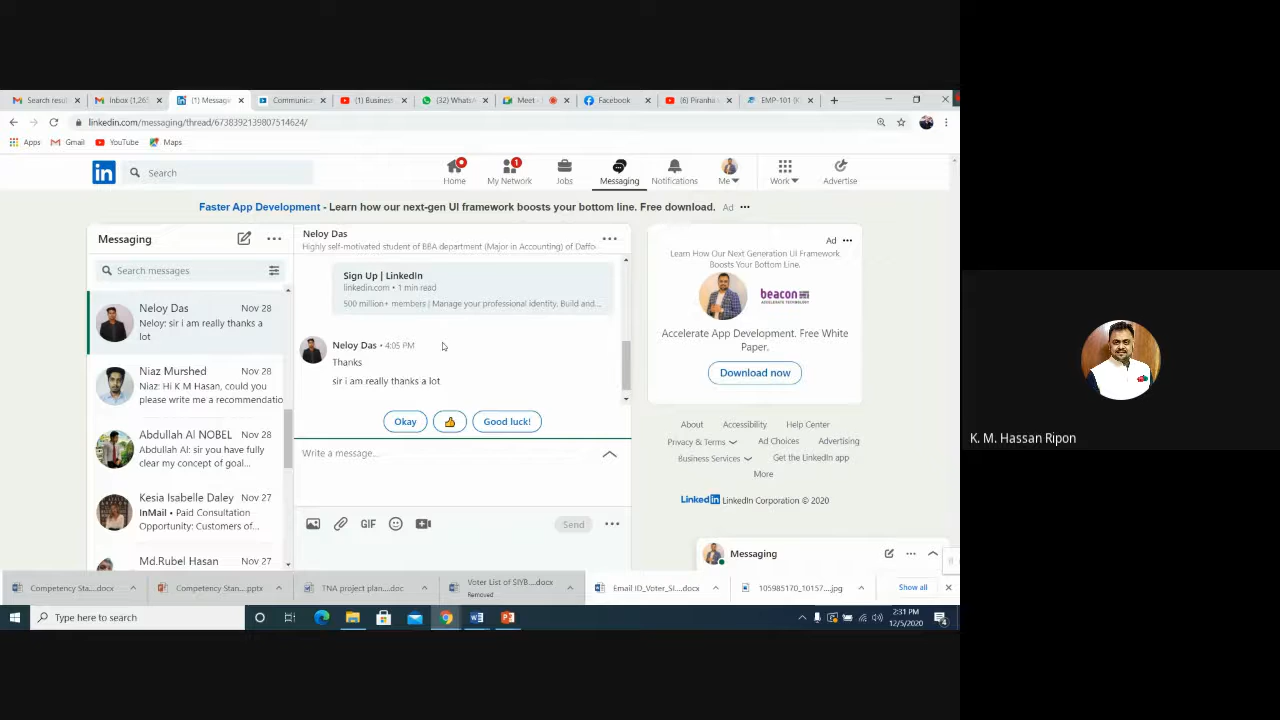 Search resul
Inbox (1,26
(1) Messag
Communic
(1) Business
(32) WhatsA
Meet -
Facebook
(6) Piranha
EMP-101 (K
linkedin.com/messaging/thread/6738392139807514624/
Apps
Gmail
YouTube
Maps
in
Search
Home
1
My Network
Jobs
Messaging
Notifications
Me
Work
Advertise
Faster App Development - Learn how our next-gen UI framework boosts your bottom line. Free download. Ad
Messaging
Search messages
Neloy Das Nov 28
Neloy: sir i am really thanks a
lot
Niaz Murshed Nov 28
Niaz: Hi K M Hasan, could you
please write me a recommendatio
Abdullah Al NOBEL Nov 28
Abdullah Al: sir you have fully
clear my concept of goal...
Kesia Isabelle Daley Nov 27
InMail • Paid Consultation
Opportunity: Customers of...
Md.Rubel Hasan Nov 27
Neloy Das
Highly self-motivated student of BBA department (Major in Accounting) of Daffo
Sign Up | LinkedIn
linkedin.com • 1 min read
500 million+ members | Manage your professional identity. Build and...
Neloy Das • 4:05 PM
Thanks
sir i am really thanks a lot
Okay
Good luck!
Write a message...
GIF
Send
Ad
Learn How Our Next Generation UI Framework
Boosts Your Bottom Line.
beacon
ACCELERATE TECHNOLOGY
Accelerate App Development. Free White
Paper.
Download now
About Accessibility Help Center
Privacy & Terms Ad Choices Advertising
Business Services Get the LinkedIn app
More
LinkedIn LinkedIn Corporation © 2020
Messaging
Competency Sta....docx
Competency Stan....pptx
TNA project plan....doc
Voter List of SIYB....docx
Removed
Email ID_Voter_SI....docx
105985170_10157....jpg
Show all
Type here to search
2:31 PM
12/5/2020
4
K. M. Hassan Ripon